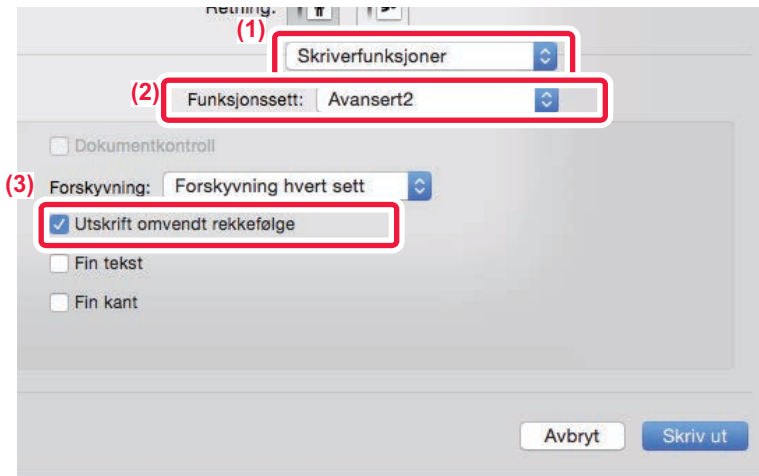 Retning:
(1)
Skriverfunksjoner
(2)
Funksjonssett: Avansert2
Dokumentkontroll
(3)
Forskyvning: Forskyvning hvert sett
Utskrift omvendt rekkefølge
Fin tekst
Fin kant
Avbryt Skriv ut